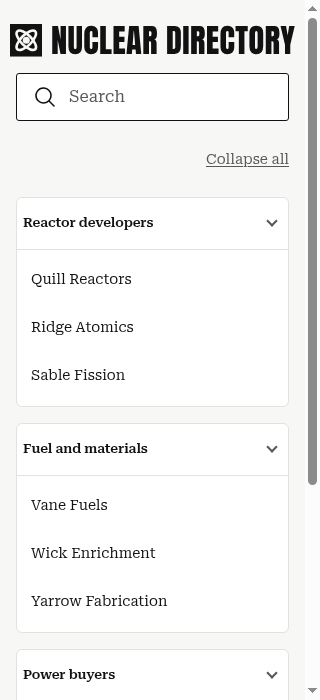 NUCLEAR DIRECTORY
Search
Collapse all
Reactor developers
Quill Reactors
Ridge Atomics
Sable Fission
Fuel and materials
Vane Fuels
Wick Enrichment
Yarrow Fabrication
Power buyers